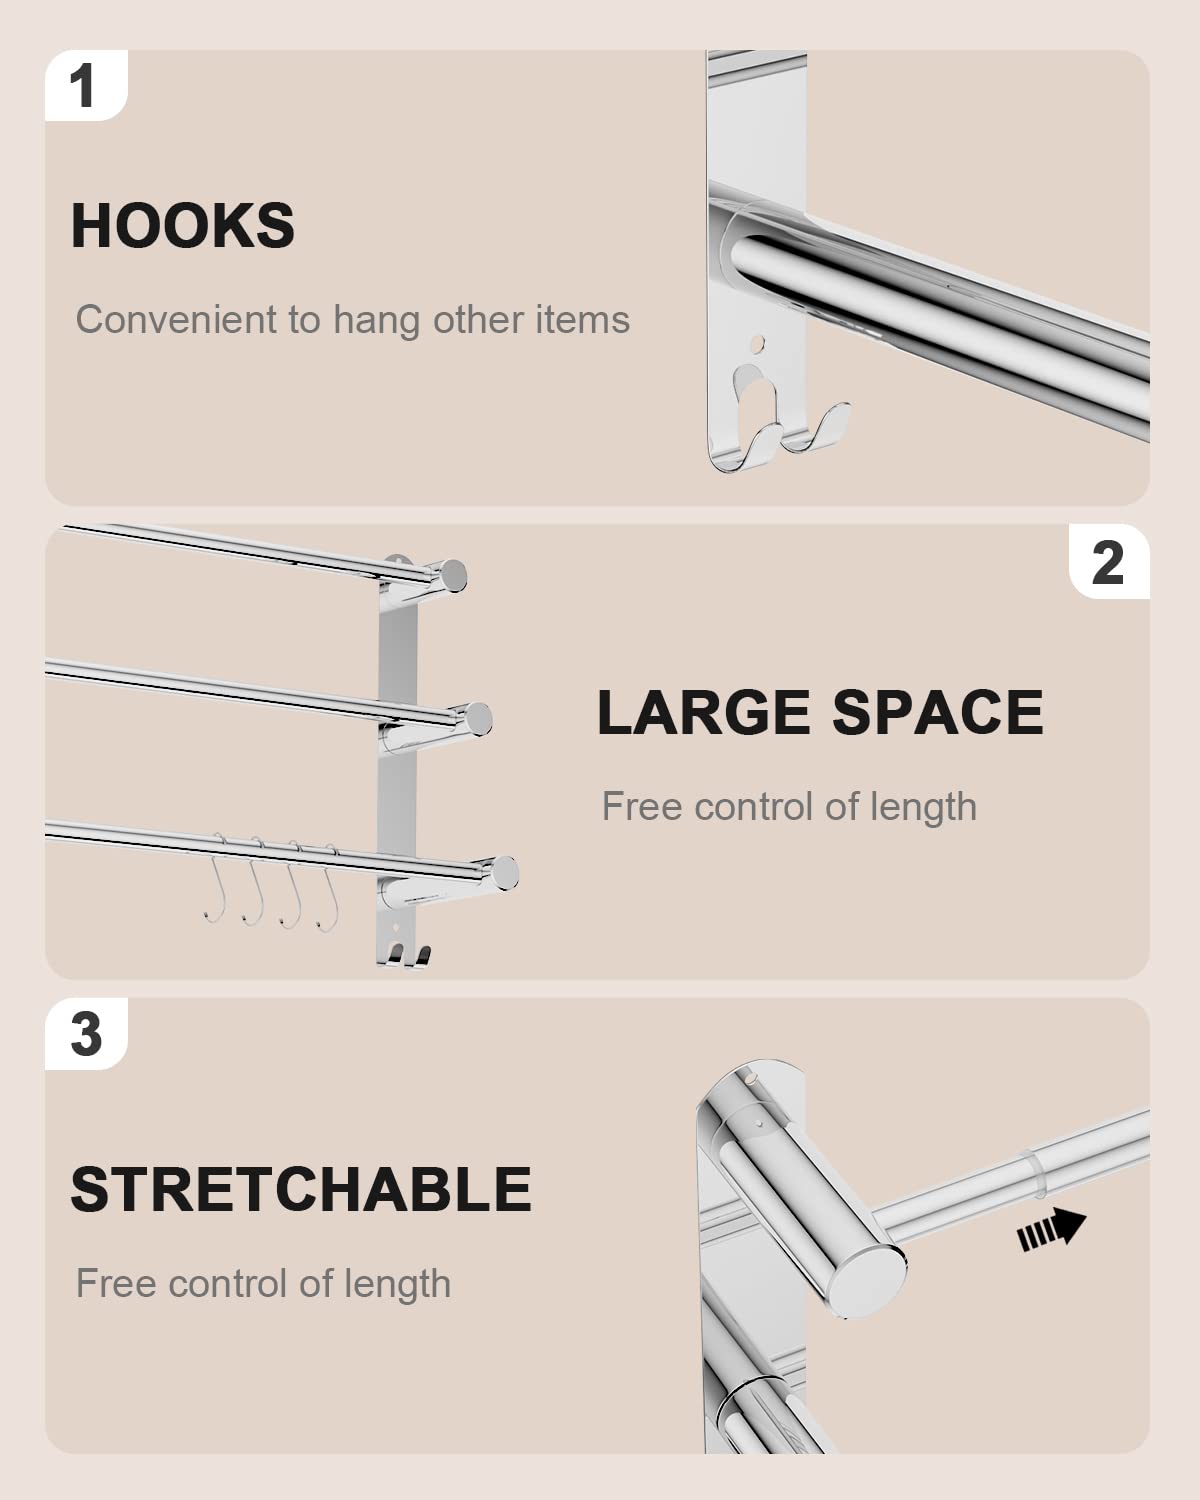 1
HOOKS
Convenient to hang other items
2
LARGE SPACE
Free control of length
3
STRETCHABLE
Free control of length